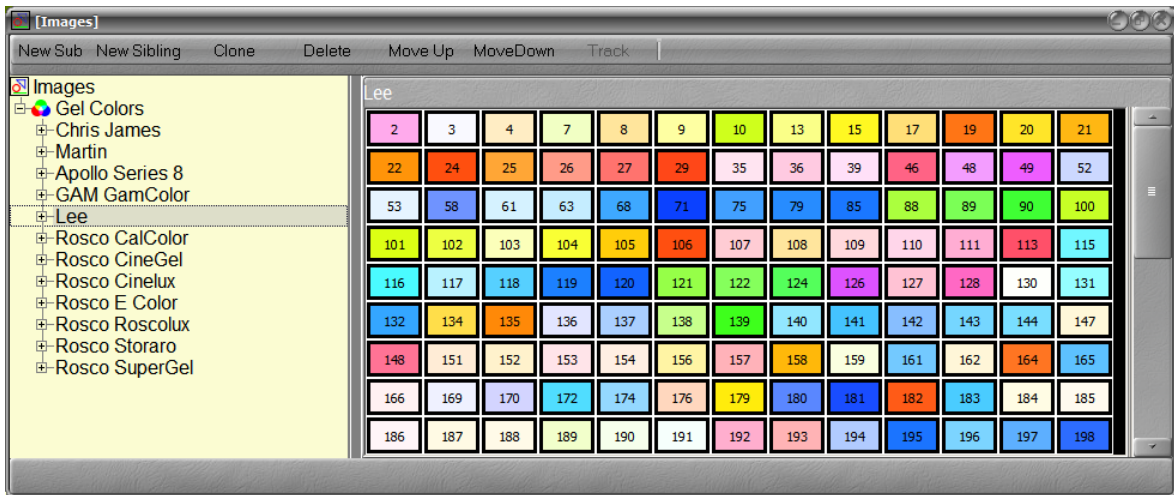 [Images]
New Sub New Sibling Clone Delete Move Up MoveDown Track
Images
Gel Colors
Chris James
Martin
Apollo Series 8
GAM GamColor
Lee
Rosco CalColor
Rosco CineGel
Rosco Cinelux
Rosco E Color
Rosco Roscolux
Rosco Storaro
Rosco SuperGel
Lee
2 3 4 7 8 9 10 13 15 17 19 20 21
22 24 25 26 27 29 35 36 39 46 48 49 52
53 58 61 63 68 71 75 79 85 88 89 90 100
101 102 103 104 105 106 107 108 109 110 111 113 115
116 117 118 119 120 121 122 124 126 127 128 130 131
132 134 135 136 137 138 139 140 141 142 143 144 147
148 151 152 153 154 156 157 158 159 161 162 164 165
166 169 170 172 174 176 179 180 181 182 183 184 185
186 187 188 189 190 191 192 193 194 195 196 197 198